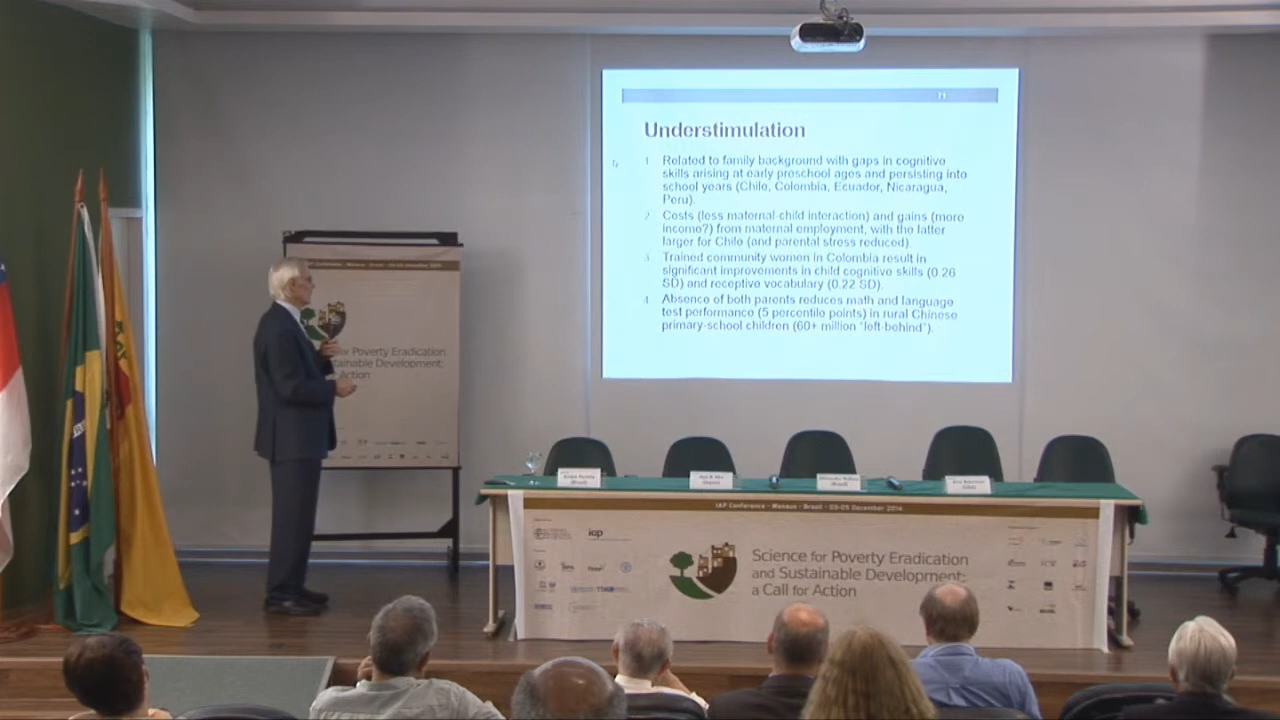 Understimulation
1. Related to family background with gaps in cognitive
skills arising at early preschool ages and persisting into
school years (Chile, Colombia, Ecuador, Nicaragua,
Peru).
2. Costs (less maternal-child interaction) and gains (more
income?) from maternal employment, with the latter
larger for Chile (and parental stress reduced).
3. Trained community women in Colombia result in
significant improvements in child cognitive skills (0.26
SD) and receptive vocabulary (0.22 SD).
4. Absence of both parents reduces math and language
test performance (5 percentile points) in rural Chinese
primary-school children (60+ million "left-behind").
for Poverty Eradication
Development:
Action
(Brazil)
(Brazil)
(USA)
IAP Conference - Manaus - Brazil - 03-05 December 2014
iap
Science for Poverty Eradication
and Sustainable Development:
a Call for Action